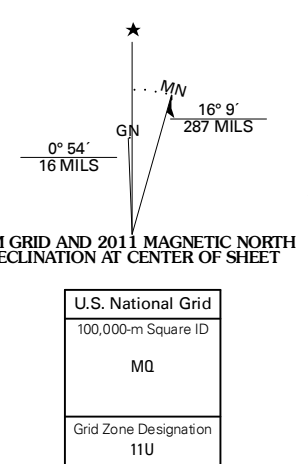 MN
GN
16° 9´
287 MILS
0° 54´
16 MILS
GRID AND 2011 MAGNETIC NORTH
AT CENTER OF SHEET
U.S. National Grid
100,000-m Square ID
MQ
Grid Zone Designation
11U